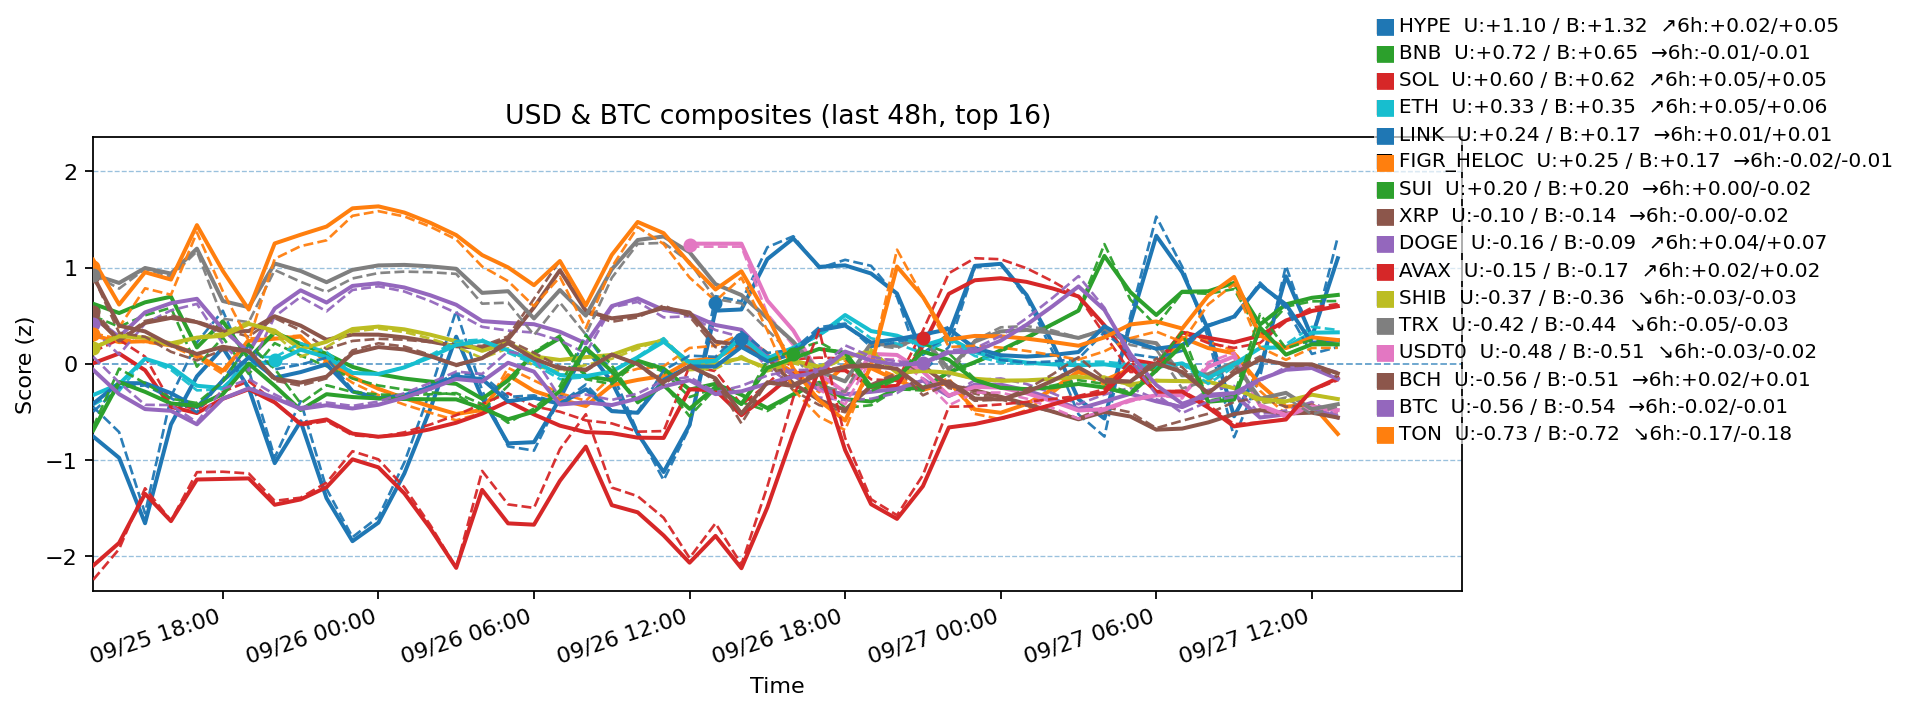 HYPE  U:+1.10 / B:+1.32  ↗6h:+0.02/+0.05
BNB  U:+0.72 / B:+0.65  →6h:-0.01/-0.01
SOL  U:+0.60 / B:+0.62  ↗6h:+0.05/+0.05
ETH  U:+0.33 / B:+0.35  ↗6h:+0.05/+0.06
LINK  U:+0.24 / B:+0.17  →6h:+0.01/+0.01
FIGR_HELOC  U:+0.25 / B:+0.17  →6h:-0.02/-0.01
SUI  U:+0.20 / B:+0.20  →6h:+0.00/-0.02
XRP  U:-0.10 / B:-0.14  →6h:-0.00/-0.02
DOGE  U:-0.16 / B:-0.09  ↗6h:+0.04/+0.07
AVAX  U:-0.15 / B:-0.17  ↗6h:+0.02/+0.02
SHIB  U:-0.37 / B:-0.36  ↘6h:-0.03/-0.03
TRX  U:-0.42 / B:-0.44  ↘6h:-0.05/-0.03
USDT0  U:-0.48 / B:-0.51  ↘6h:-0.03/-0.02
BCH  U:-0.56 / B:-0.51  →6h:+0.02/+0.01
BTC  U:-0.56 / B:-0.54  →6h:-0.02/-0.01
TON  U:-0.73 / B:-0.72  ↘6h:-0.17/-0.18
USD & BTC composites (last 48h, top 16)
Score (z)
2
1
0
−1
−2
09/25 18:00
09/26 00:00
09/26 06:00
09/26 12:00
09/26 18:00
09/27 00:00
09/27 06:00
09/27 12:00
Time